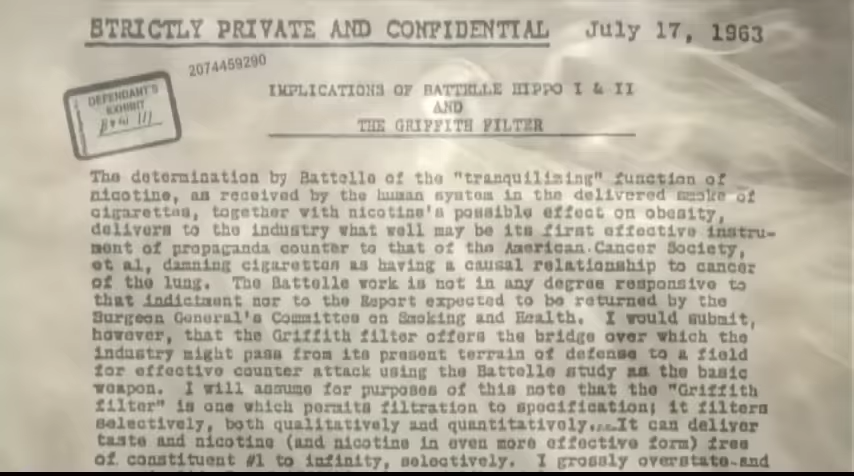 STRICTLY PRIVATE AND CONFIDENTIAL July 17, 1963
2074459290
DEFENDANT'S
EXHIBIT
IMPLICATIONS OF BATTELLE HIPPO I & II
AND
THE GRIFFITH FILTER
The determination by Battelle of the "tranquilizing" function of
nicotine, as received by the human system in the delivered smoke of
cigarettes, together with nicotine's possible effect on obesity,
delivers to the industry what well may be its first effective instru-
ment of propaganda counter to that of the American Cancer Society,
et al, damning cigarettes as having a causal relationship to cancer
of the lung. The Battelle work is not in any degree responsive to
that indictment nor to the Report expected to be returned by the
Surgeon General's Committee on Smoking and Health. I would submit,
however, that the Griffith filter offers the bridge over which the
industry might pass from its present terrain of defense to a field
for effective counter attack using the Battelle study as the basic
weapon. I will assume for purposes of this note that the "Griffith
filter" is one which permits filtration to specification; it filters
selectively, both qualitatively and quantitatively....It can deliver
taste and nicotine (and nicotine in even more effective form) free
of constituent #1 to infinity, selectively. I grossly overstate and